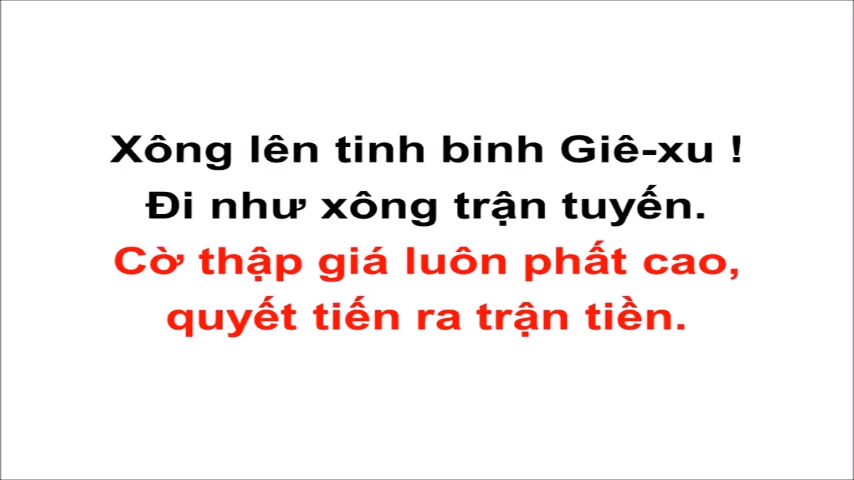 Xông lên tinh binh Giê-xu !
Đi như xông trận tuyến.
Cờ thập giá luôn phất cao,
quyết tiến ra trận tiền.